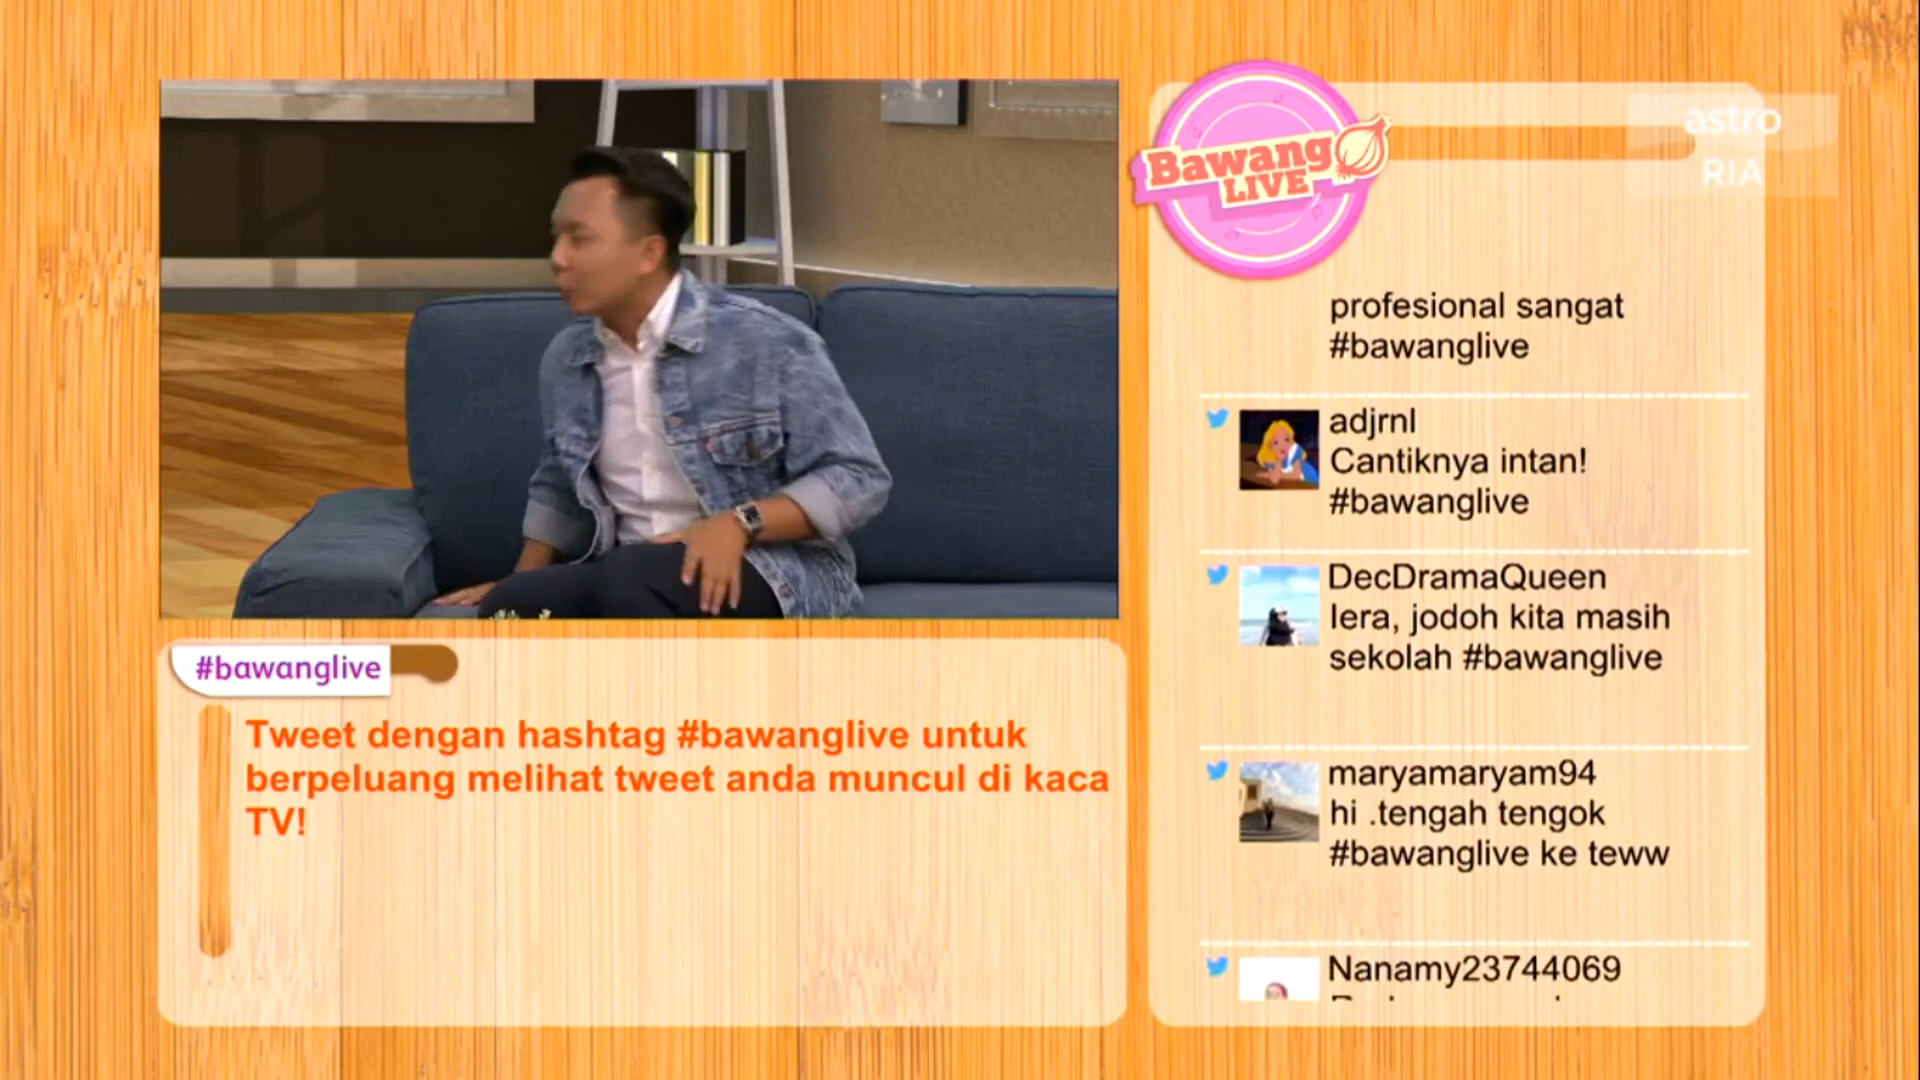 Bawang
LIVE
astro
RIA
profesional sangat
#bawanglive
adjrnl
Cantiknya intan!
#bawanglive
DecDramaQueen
Iera, jodoh kita masih
sekolah #bawanglive
maryamaryam94
hi .tengah tengok
#bawanglive ke teww
Nanamy23744069
#bawanglive
Tweet dengan hashtag #bawanglive untuk
berpeluang melihat tweet anda muncul di kaca
TV!